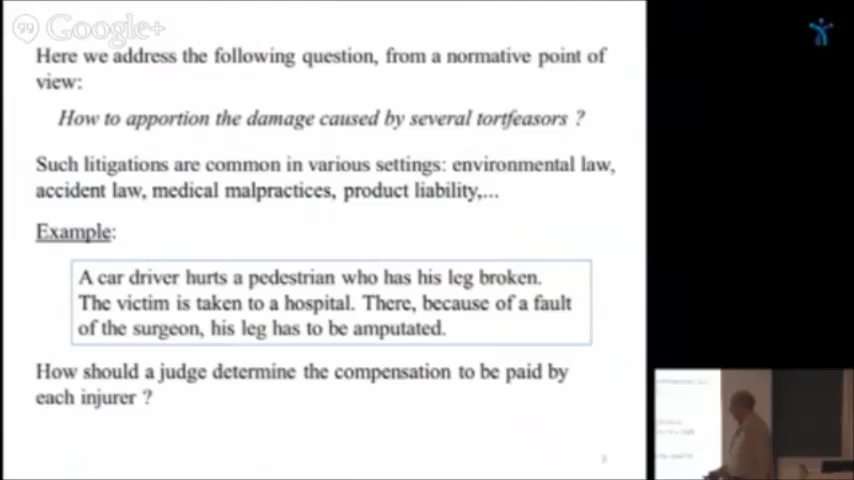 Google+
Here we address the following question, from a normative point of
view:
How to apportion the damage caused by several tortfeasors ?
Such litigations are common in various settings: environmental law,
accident law, medical malpractices, product liability,...
Example:
A car driver hurts a pedestrian who has his leg broken.
The victim is taken to a hospital. There, because of a fault
of the surgeon, his leg has to be amputated.
How should a judge determine the compensation to be paid by
each injurer ?